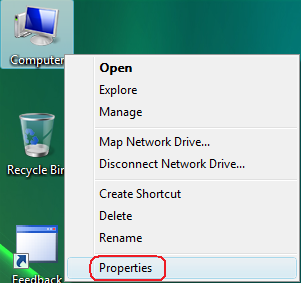 Computer
Open
Explore
Manage
Map Network Drive...
Disconnect Network Drive...
Recycle Bin
Create Shortcut
Delete
Rename
Properties
Feedback